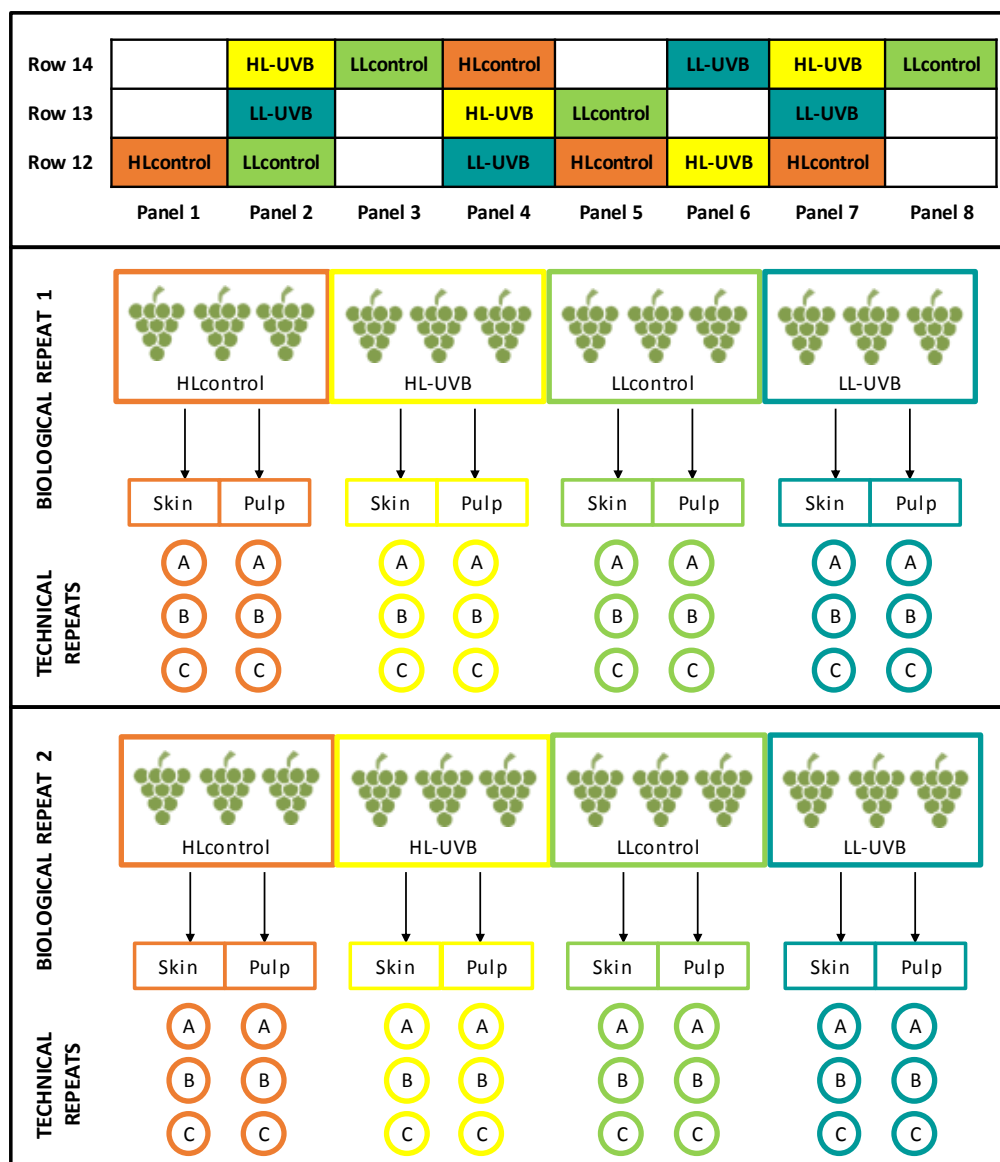 Row 14 HL-UVB LLcontrol HLcontrol LL-UVB HL-UVB LLcontrol
Row 13 LL-UVB HL-UVB LLcontrol LL-UVB
Row 12 HLcontrol LLcontrol LL-UVB HLcontrol HL-UVB HLcontrol
Panel 1 Panel 2 Panel 3 Panel 4 Panel 5 Panel 6 Panel 7 Panel 8
BIOLOGICAL REPEAT 1
HLcontrol HL-UVB LLcontrol LL-UVB
Skin Pulp Skin Pulp Skin Pulp Skin Pulp
TECHNICAL
REPEATS
A A A A A A A A
B B B B B B B B
C C C C C C C C
BIOLOGICAL REPEAT 2
HLcontrol HL-UVB LLcontrol LL-UVB
Skin Pulp Skin Pulp Skin Pulp Skin Pulp
TECHNICAL
REPEATS
A A A A A A A A
B B B B B B B B
C C C C C C C C